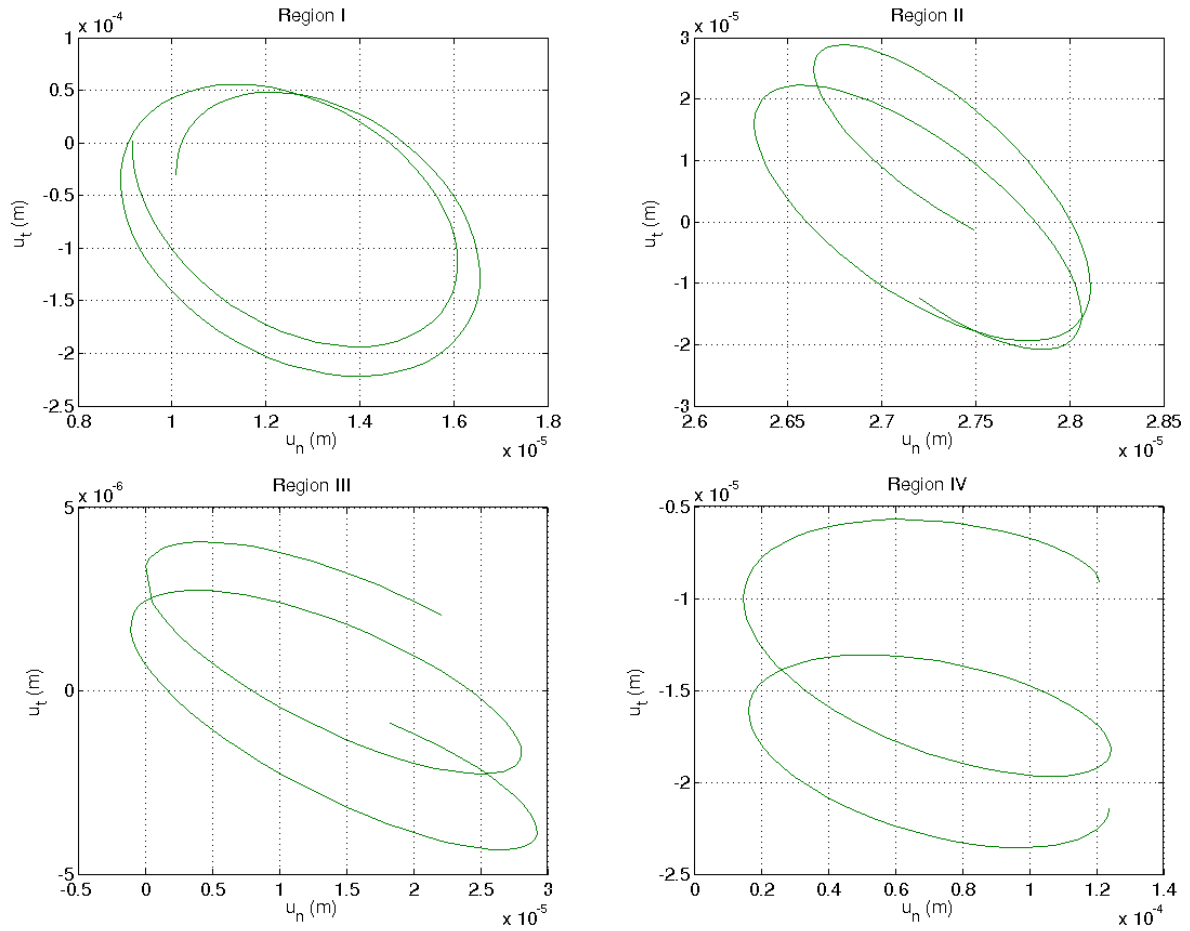 Region I
x 10^-4
1
0.5
0
-0.5
-1
-1.5
-2
-2.5
u_t (m)
0.8 1 1.2 1.4 1.6 1.8
u_n (m)
x 10^-5
Region II
x 10^-5
3
2
1
0
-1
-2
-3
u_t (m)
2.6 2.65 2.7 2.75 2.8 2.85
u_n (m)
x 10^-5
Region III
x 10^-6
5
0
-5
u_t (m)
-0.5 0 0.5 1 1.5 2 2.5 3
u_n (m)
x 10^-5
Region IV
x 10^-5
-0.5
-1
-1.5
-2
-2.5
u_t (m)
0 0.2 0.4 0.6 0.8 1 1.2 1.4
u_n (m)
x 10^-4